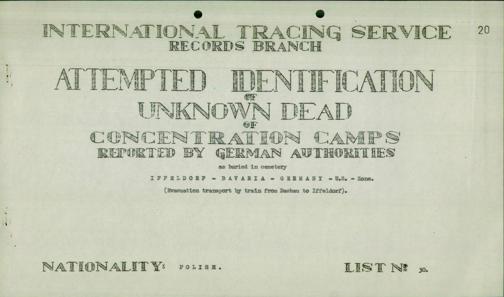 INTERNATIONAL TRACING SERVICE
20
RECORDS BRANCH
ATTEMPTED IDENTIFICATION
OF
UNKNOWN DEAD
OF
CONCENTRATION CAMPS
REPORTED BY GERMAN AUTHORITIES
as buried in cemetery
IFFELDORF - BAVARIA - GERMANY - U.S. - Zone.
(Evacuation transport by train from Dachau to Iffeldorf).
NATIONALITY: POLISH.
LIST Nº 30.